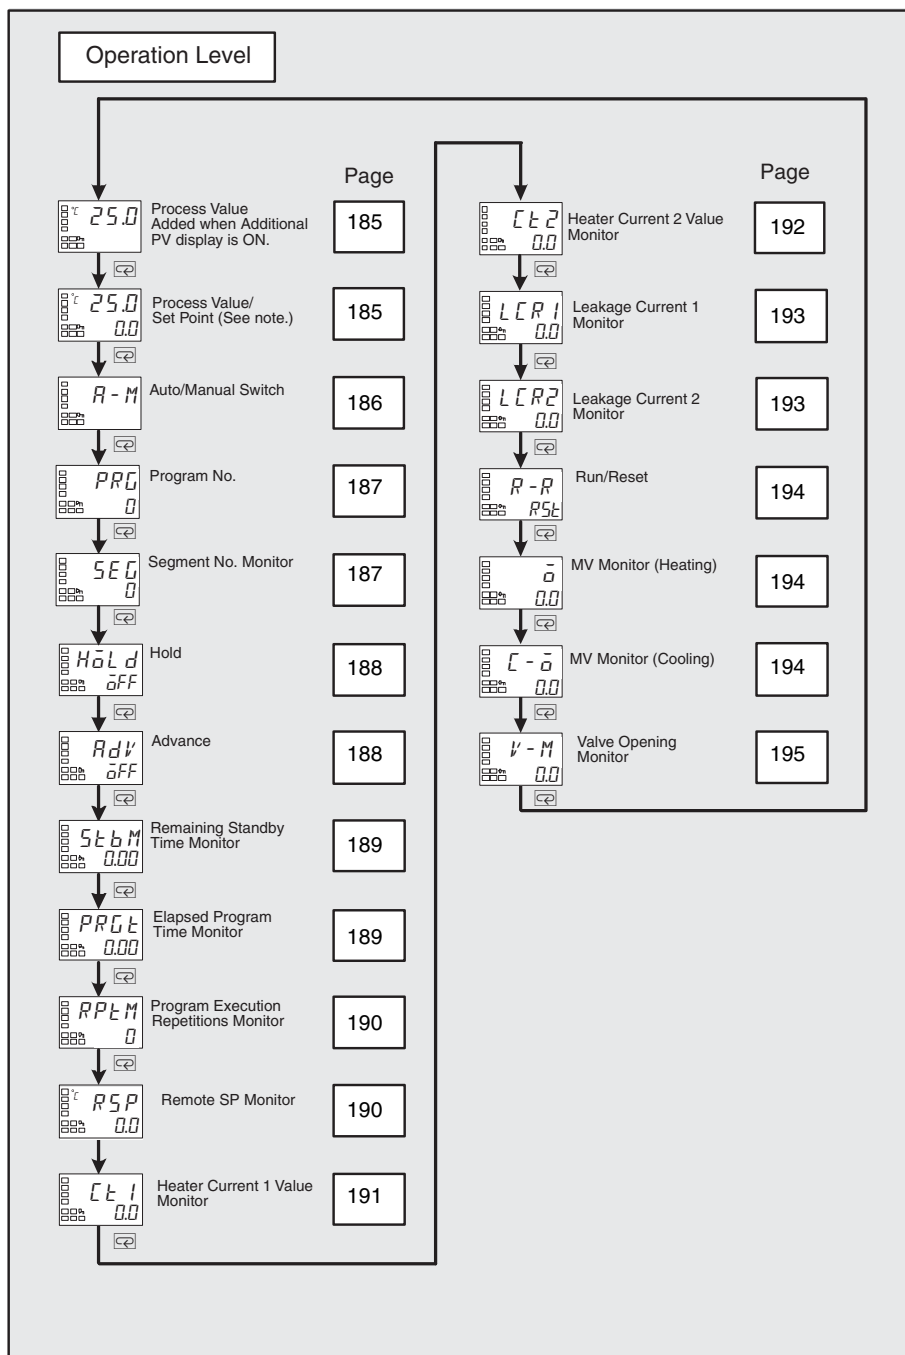 Operation Level
Page
25.0
Process Value
Added when Additional
PV display is ON.
185
25.0
0.0
Process Value/
Set Point (See note.)
185
A-M
Auto/Manual Switch
186
PRG
0
Program No.
187
SEG
0
Segment No. Monitor
187
HoLd
oFF
Hold
188
AdV
oFF
Advance
188
StbM
0.00
Remaining Standby
Time Monitor
189
PRGt
0.00
Elapsed Program
Time Monitor
189
RPtM
0
Program Execution
Repetitions Monitor
190
RSP
0.0
Remote SP Monitor
190
Ct1
0.0
Heater Current 1 Value
Monitor
191
Page
Ct2
0.0
Heater Current 2 Value
Monitor
192
LCR1
0.0
Leakage Current 1
Monitor
193
LCR2
0.0
Leakage Current 2
Monitor
193
R-R
RSt
Run/Reset
194
o
0.0
MV Monitor (Heating)
194
C-o
0.0
MV Monitor (Cooling)
194
V-M
0.0
Valve Opening
Monitor
195